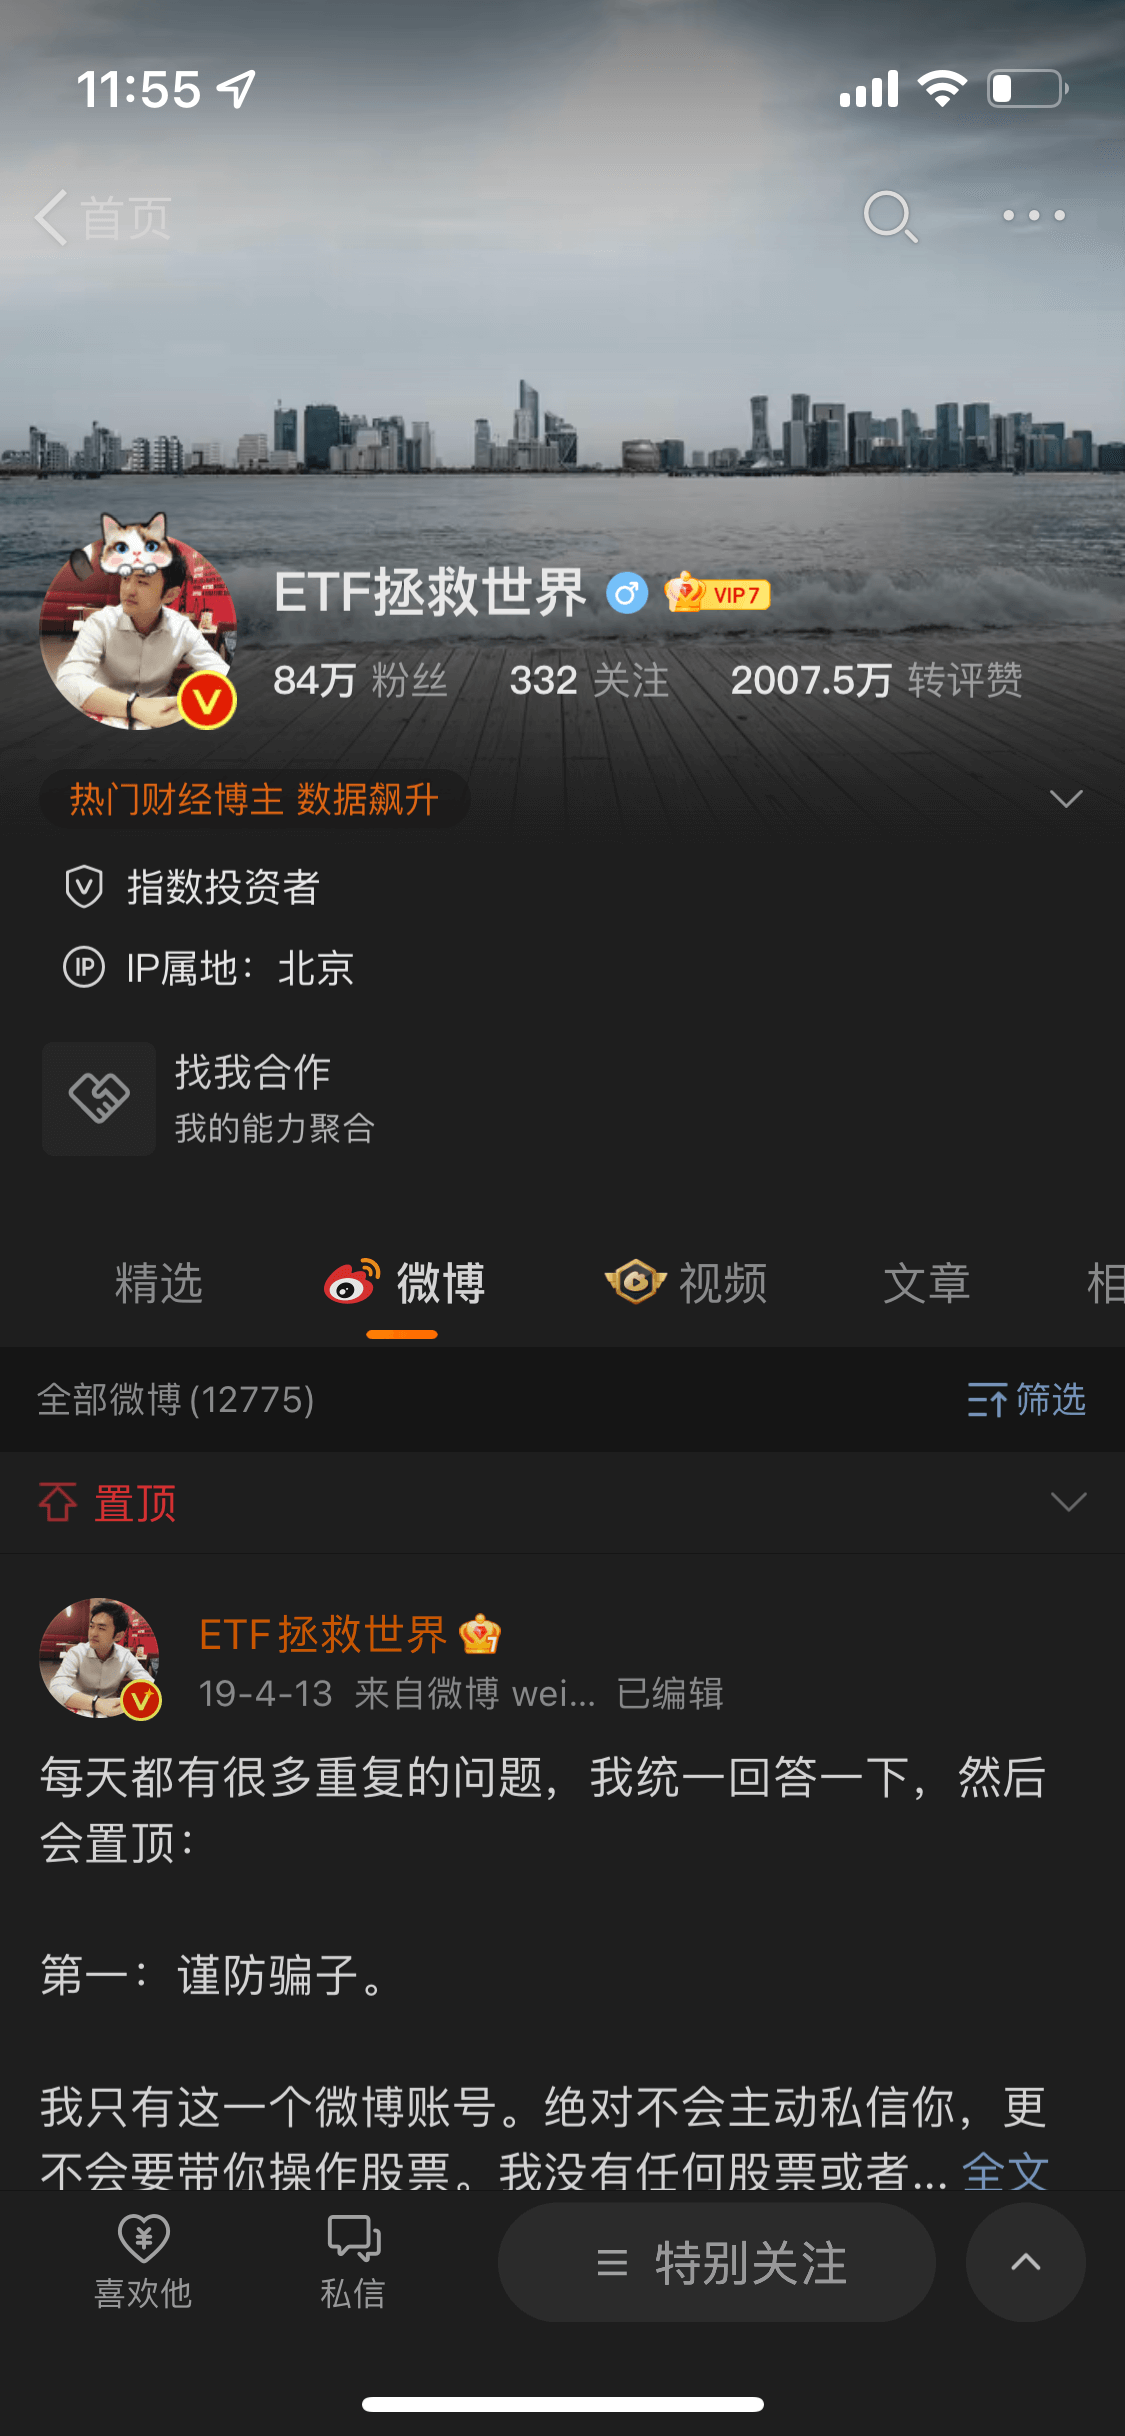 11:55
首页
ETF拯救世界 VIP 7
84万 粉丝 332 关注 2007.5万 转评赞
热门财经博主 数据飙升
指数投资者
IP IP属地：北京
找我合作
我的能力聚合
精选 微博 视频 文章 相
全部微博(12775) 筛选
置顶
ETF拯救世界 7
19-4-13 来自微博 wei... 已编辑
每天都有很多重复的问题，我统一回答一下，然后
会置顶：
第一：谨防骗子。
我只有这一个微博账号。绝对不会主动私信你，更
不会要带你操作股票。我没有任何股票或者... 全文
喜欢他 私信 特别关注